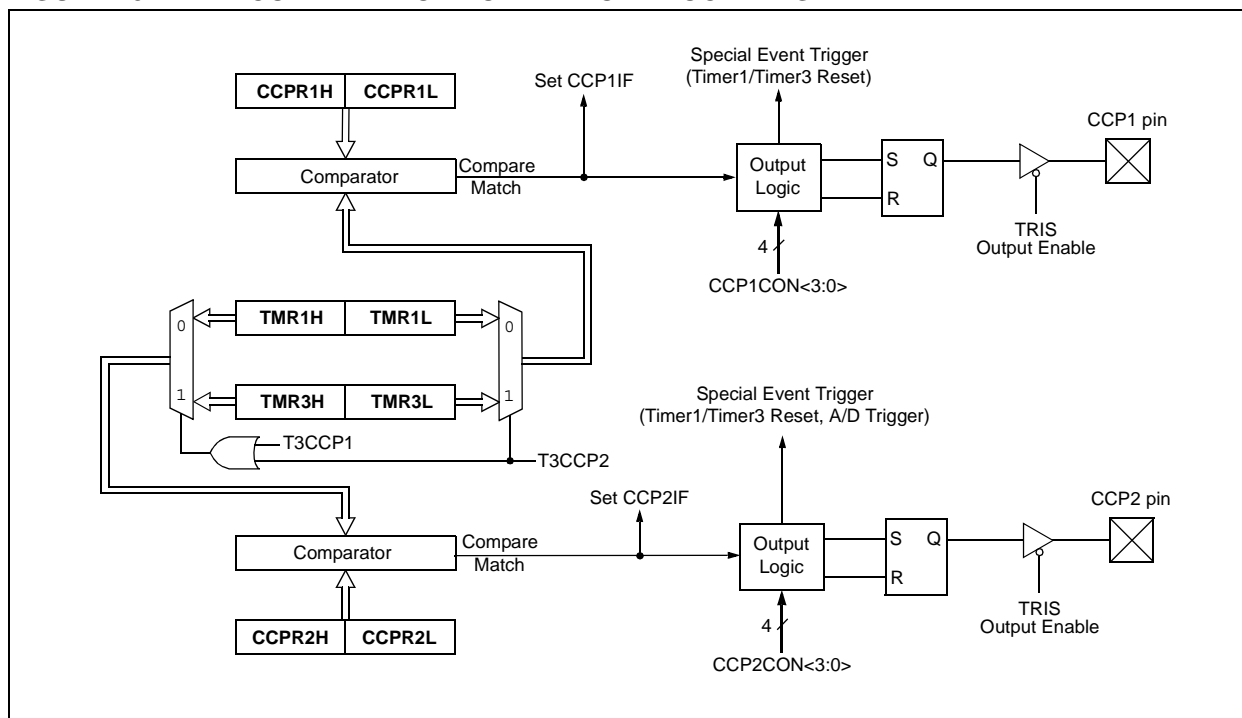 CCPR1H CCPR1L
Set CCP1IF
Special Event Trigger
(Timer1/Timer3 Reset)
CCP1 pin
Comparator
Compare
Match
Output
Logic
S Q
R
TRIS
Output Enable
4
CCP1CON<3:0>
0 TMR1H TMR1L 0
1 TMR3H TMR3L 1
T3CCP1
T3CCP2
Special Event Trigger
(Timer1/Timer3 Reset, A/D Trigger)
Set CCP2IF
CCP2 pin
Comparator
Compare
Match
Output
Logic
S Q
R
TRIS
Output Enable
4
CCPR2H CCPR2L
CCP2CON<3:0>